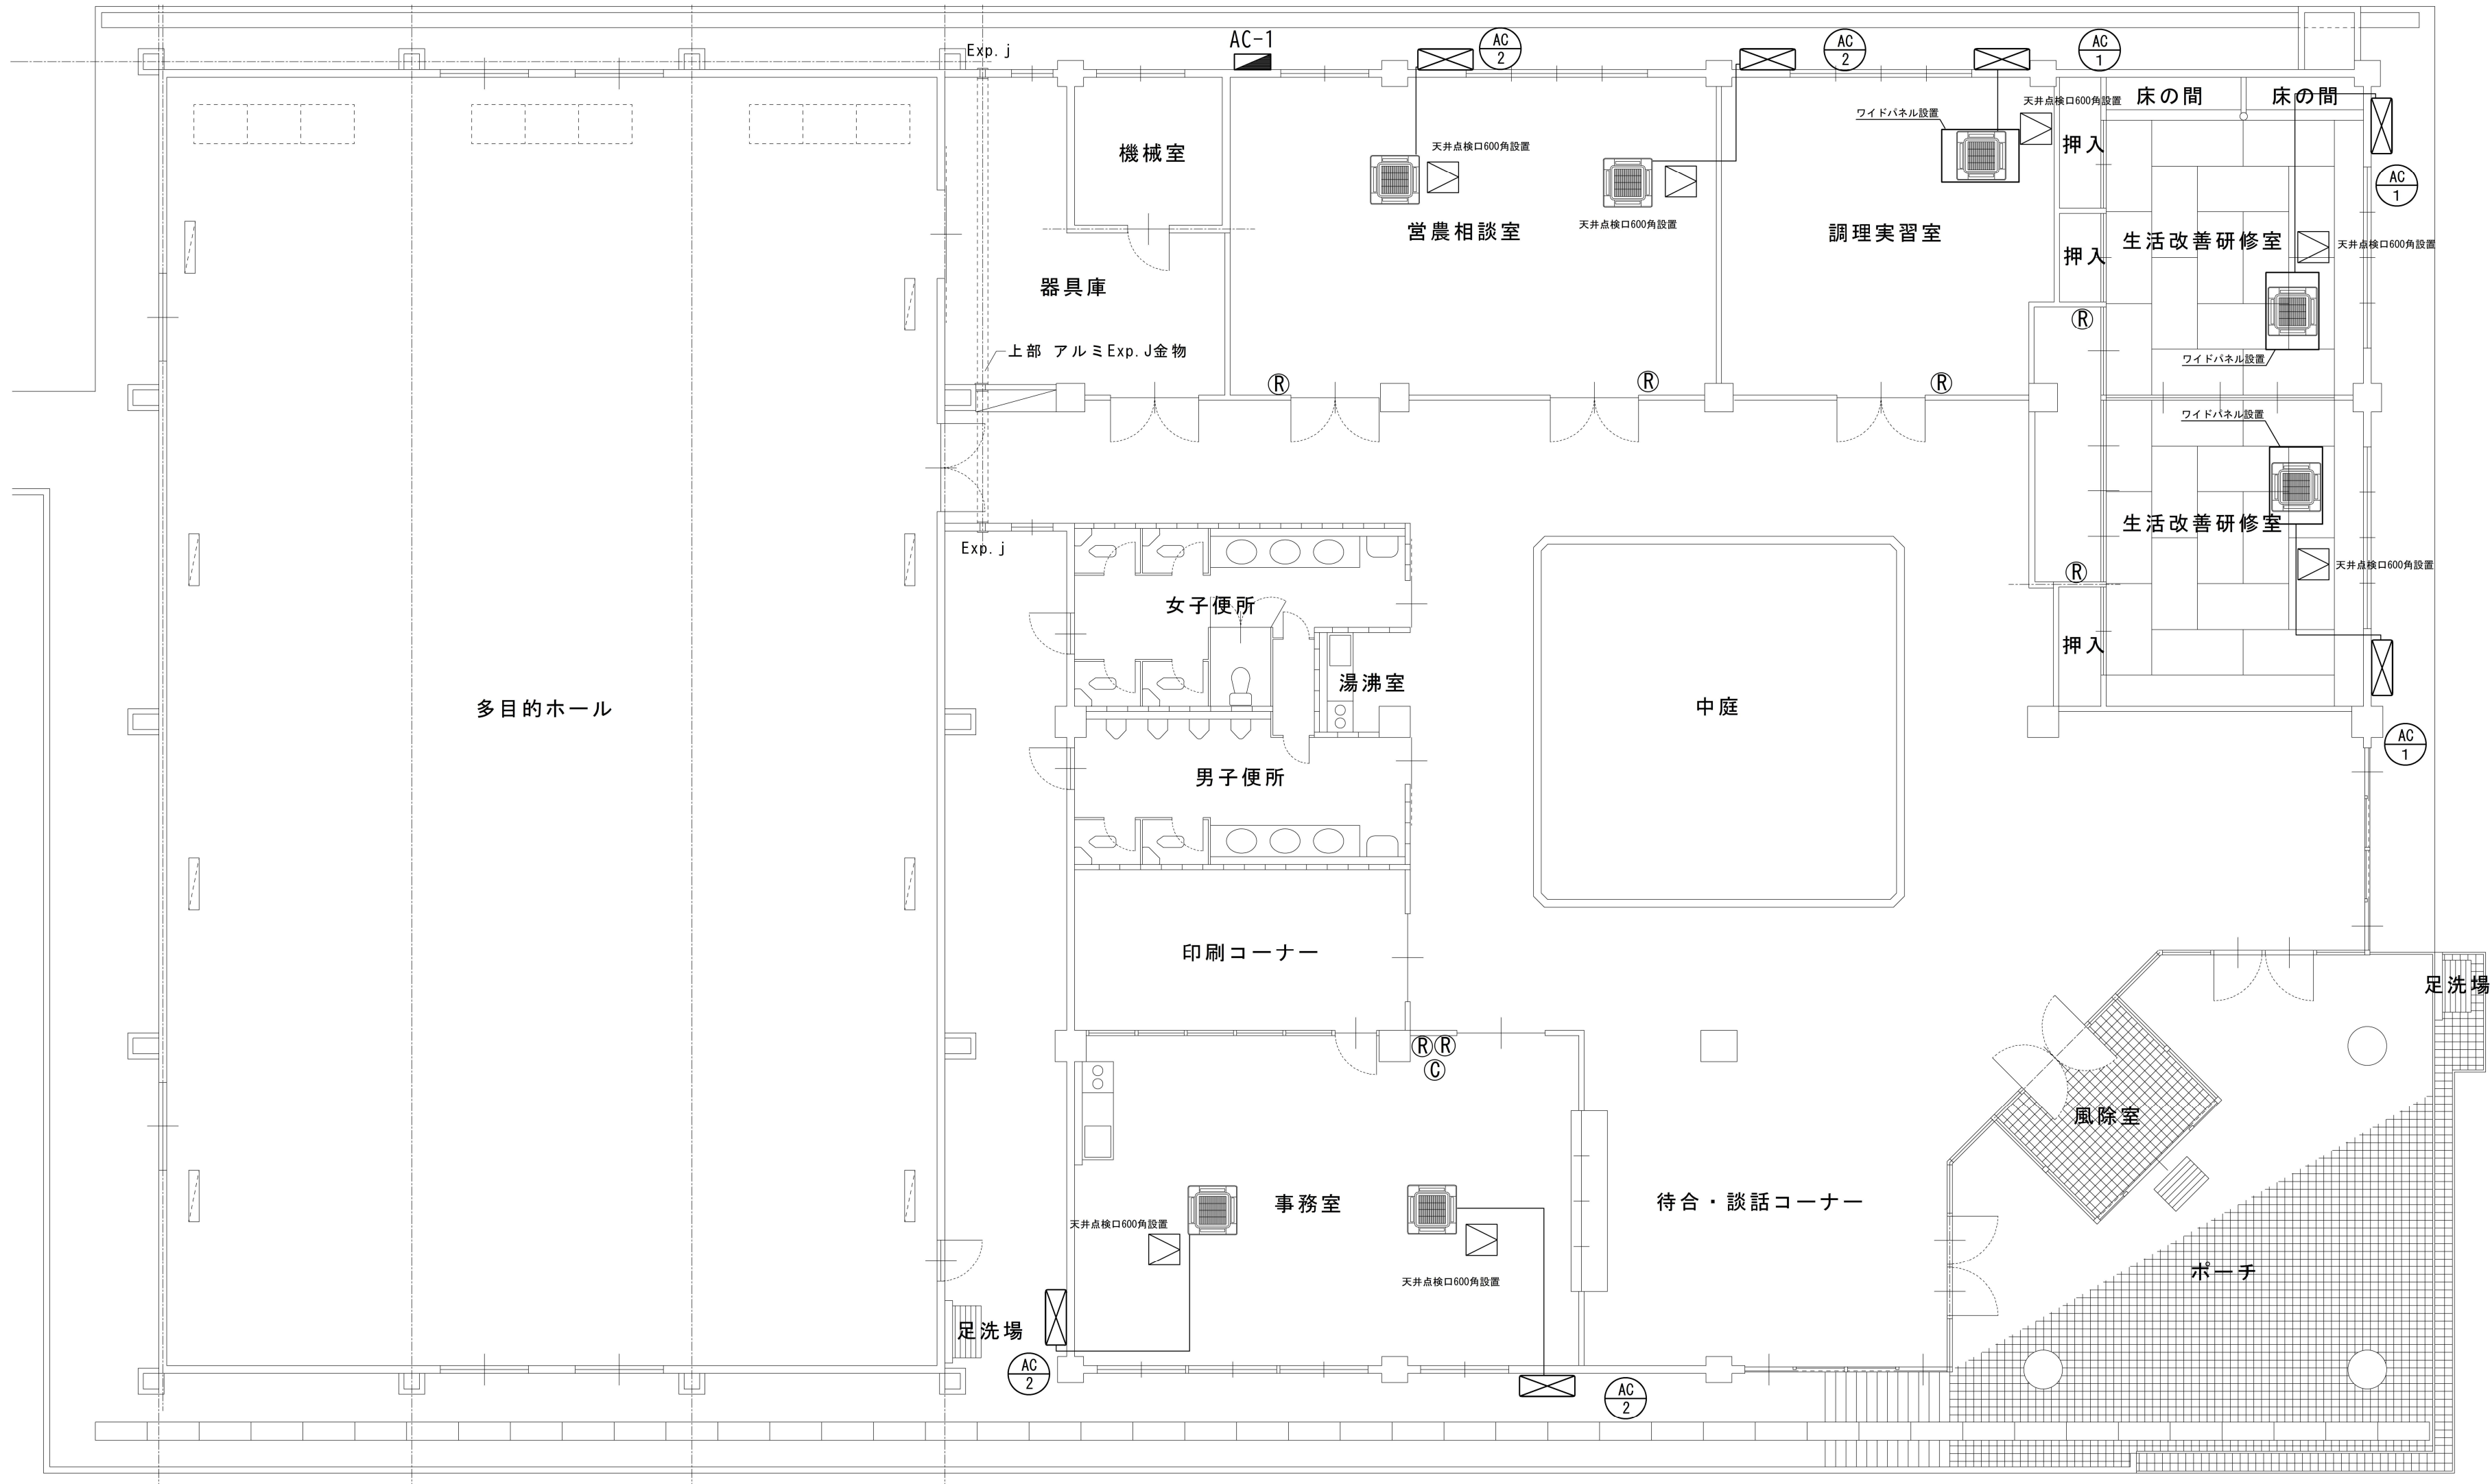 Exp. j
AC-1
AC
2
AC
2
AC
1
天井点検口600角設置
床の間
床の間
ワイドパネル設置
機械室
天井点検口600角設置
押入
AC
1
営農相談室
天井点検口600角設置
調理実習室
生活改善研修室
天井点検口600角設置
押入
器具庫
R
上部 アルミExp. J金物
ワイドパネル設置
R
R
R
ワイドパネル設置
Exp. j
生活改善研修室
天井点検口600角設置
R
女子便所
押入
湯沸室
多目的ホール
中庭
AC
1
男子便所
印刷コーナー
足洗場
R R
C
風除室
事務室
待合・談話コーナー
天井点検口600角設置
天井点検口600角設置
ポーチ
足洗場
AC
2
AC
2